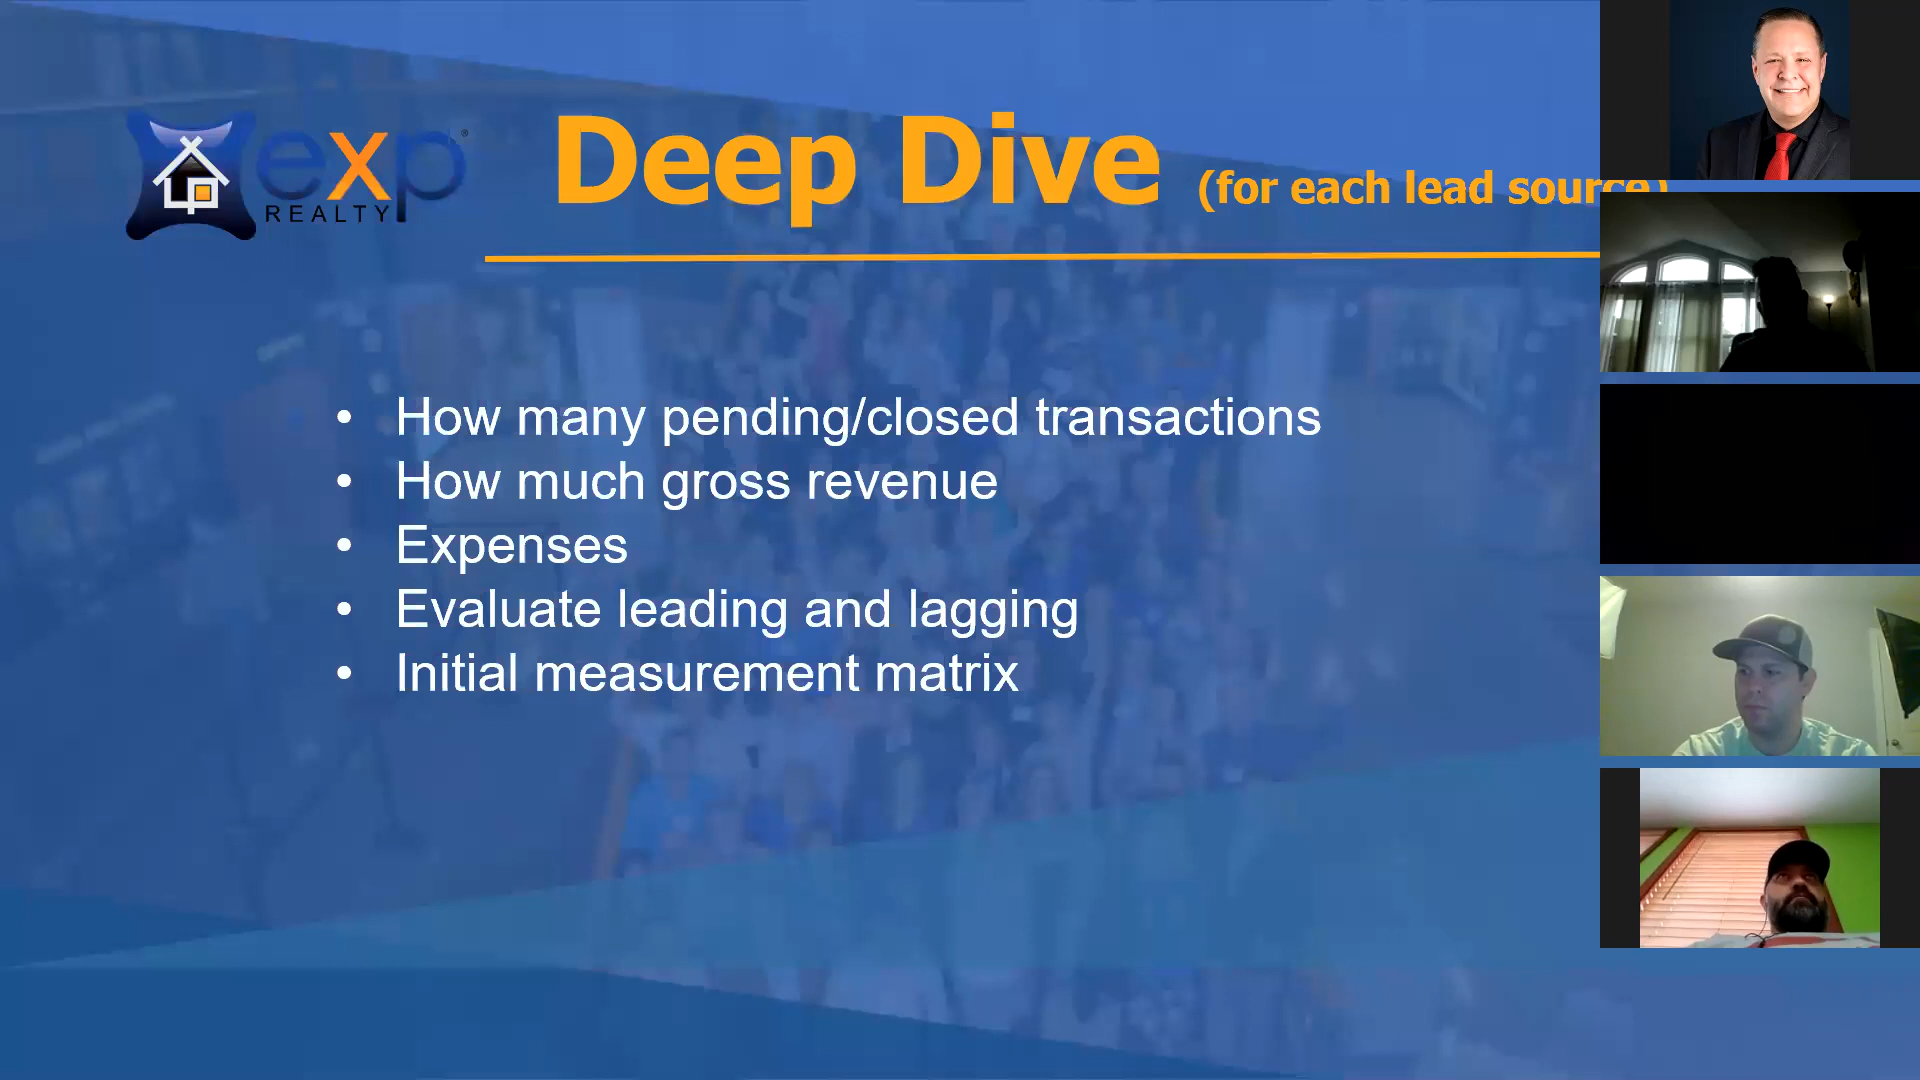 exp®
REALTY
Deep Dive (for each lead source)
• How many pending/closed transactions
• How much gross revenue
• Expenses
• Evaluate leading and lagging
• Initial measurement matrix